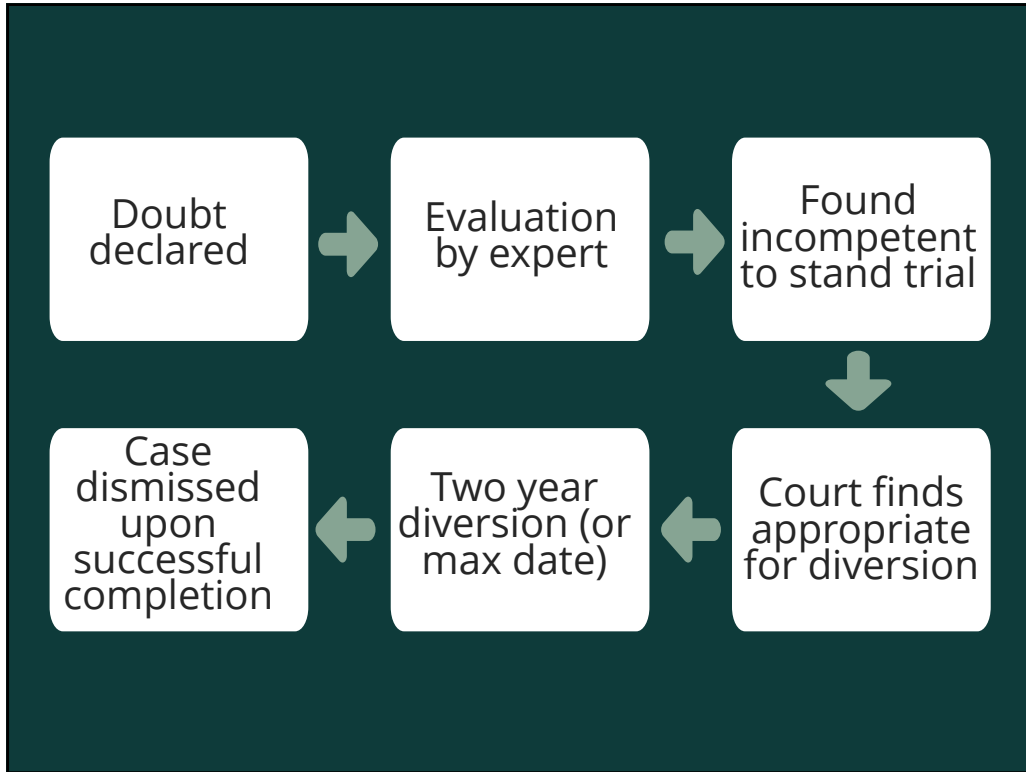 Doubt
declared
Evaluation
by expert
Found
incompetent
to stand trial
Court finds
appropriate
for diversion
Two year
diversion (or
max date)
Case
dismissed
upon
successful
completion